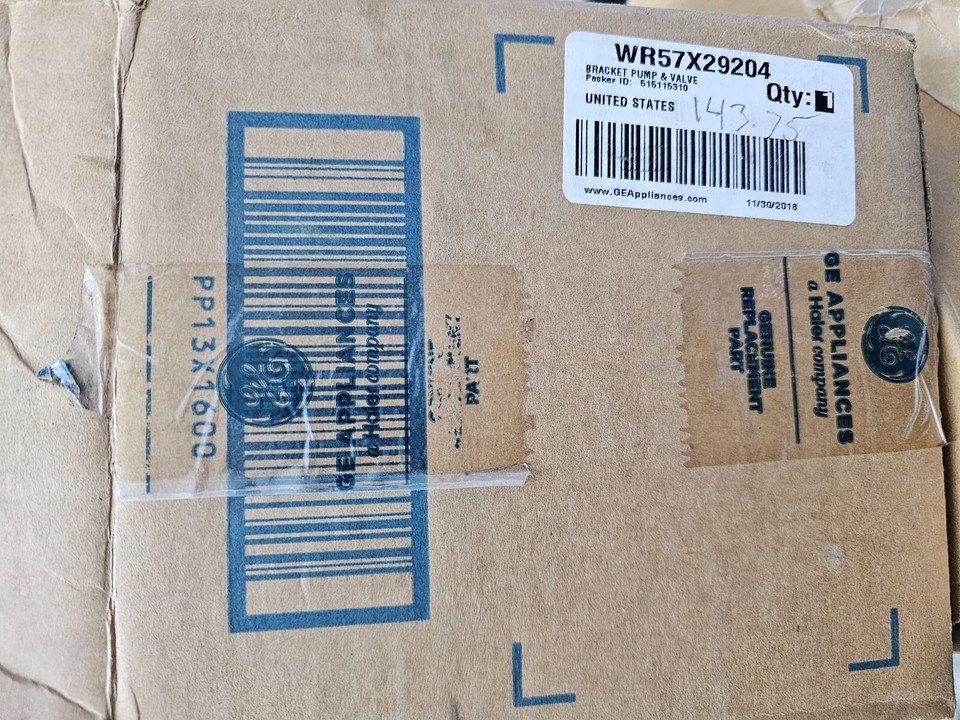 WR57X29204
BRACKET PUMP & VALVE
Packer ID: 515115310
Qty: 1
UNITED STATES
143.75
www.GEAppliances.com
11/30/2018
PP13X1600
GE APPLIANCES
a Haier company
GE APPLIANCES
a Haier company
GENUINE
REPLACEMENT
PART